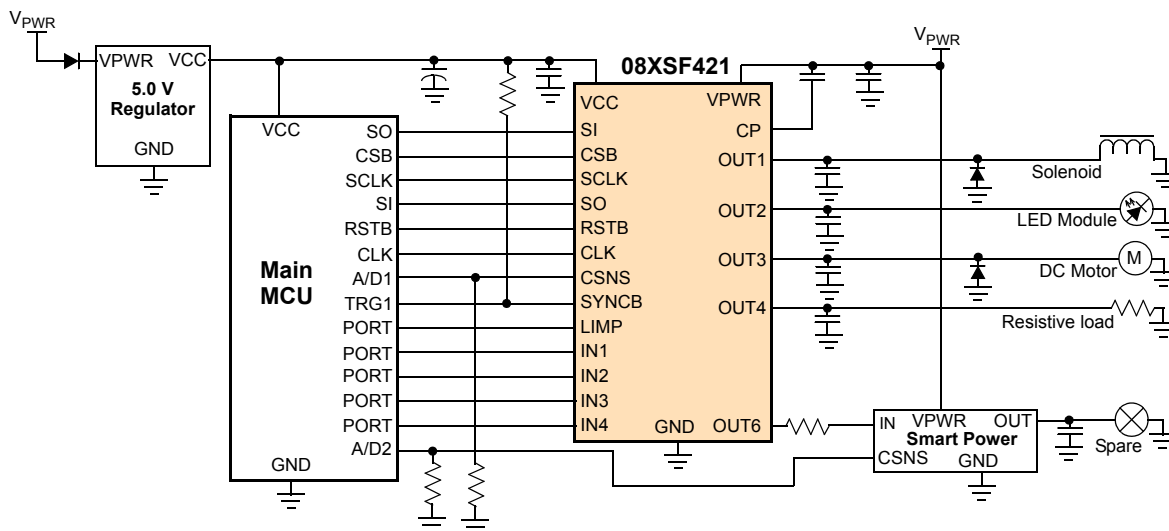 VPWR
VPWR VCC
5.0 V
Regulator
GND
VCC
Main
MCU
GND
SO
CSB
SCLK
SI
RSTB
CLK
A/D1
TRG1
PORT
PORT
PORT
PORT
PORT
A/D2
08XSF421
VCC
SI
CSB
SCLK
SO
RSTB
CLK
CSNS
SYNCB
LIMP
IN1
IN2
IN3
IN4
GND
VPWR
CP
OUT1
OUT2
OUT3
OUT4
OUT6
VPWR
Solenoid
LED Module
M
DC Motor
Resistive load
IN VPWR OUT
Smart Power
CSNS GND
Spare